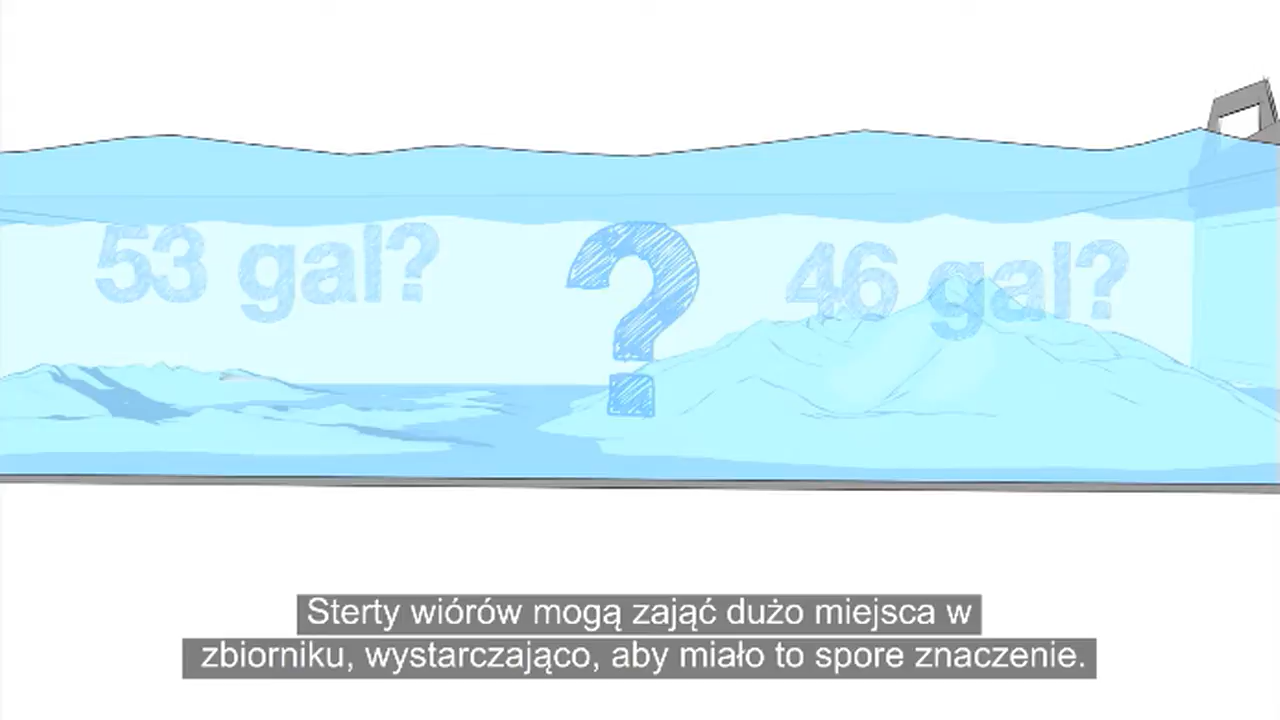 53 gal?
?
46 gal?
Sterty wiórów mogą zająć dużo miejsca w
zbiorniku, wystarczająco, aby miało to spore znaczenie.